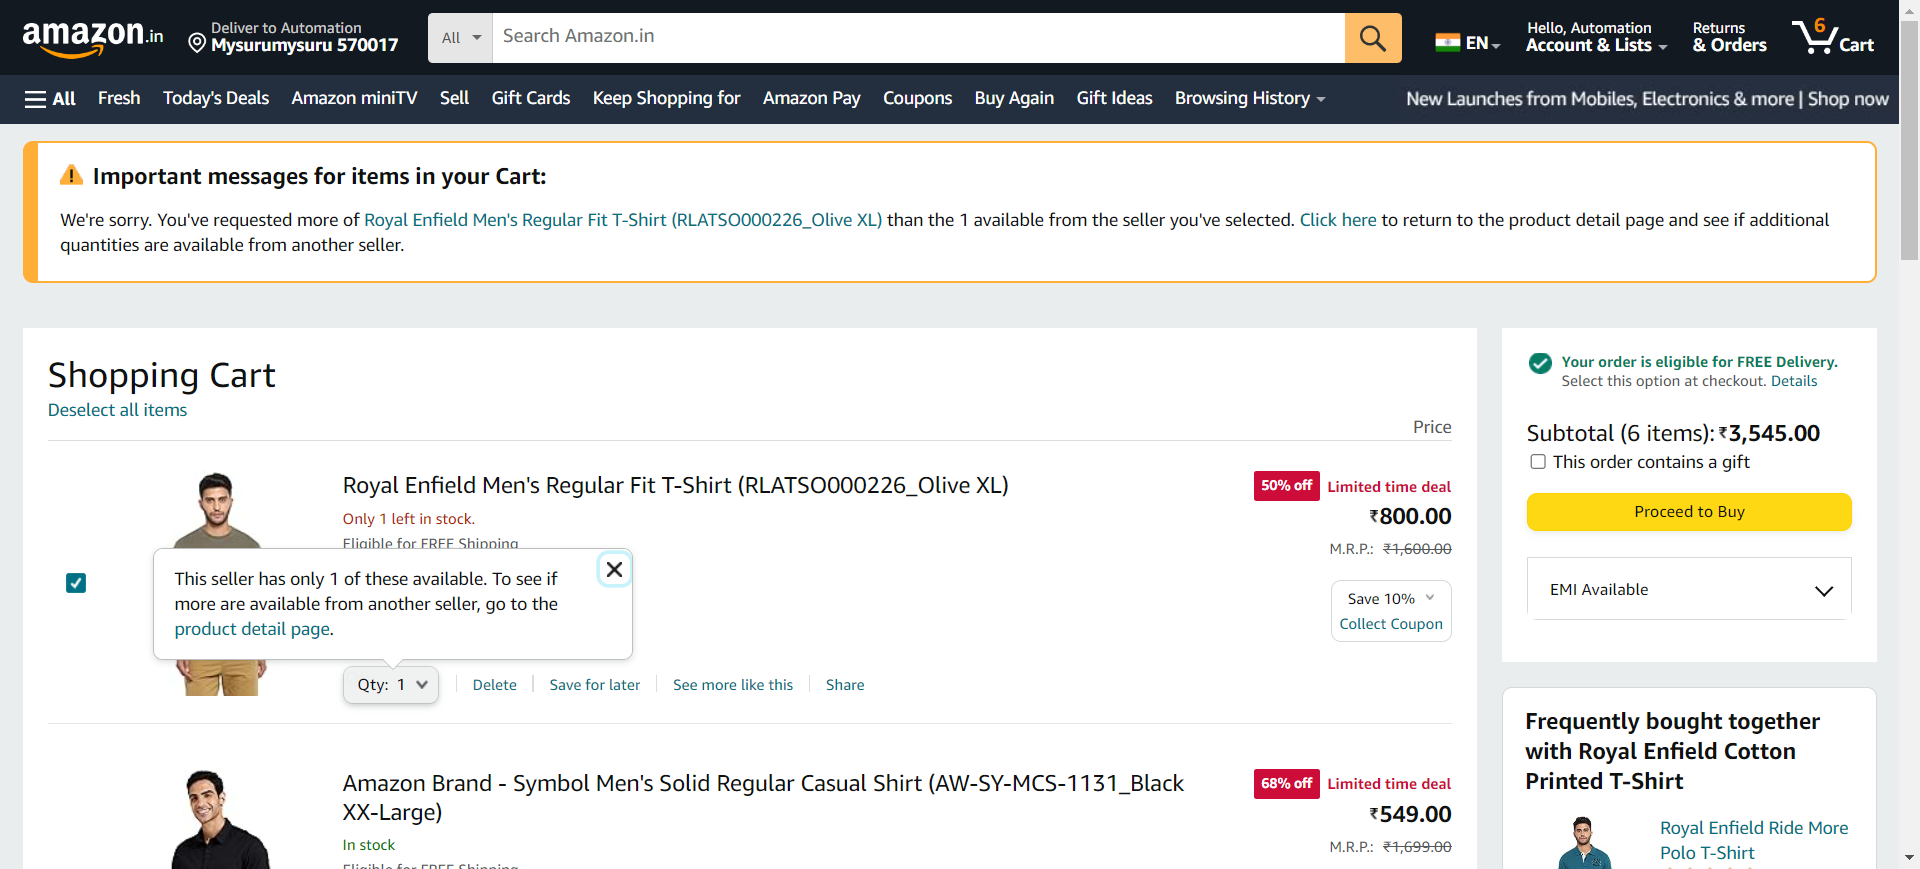 amazon.in
Deliver to Automation
Mysurumysuru 570017
All
Search Amazon.in
EN
Hello, Automation
Account & Lists
Returns
& Orders
6
Cart
All
Fresh
Today's Deals
Amazon miniTV
Sell
Gift Cards
Keep Shopping for
Amazon Pay
Coupons
Buy Again
Gift Ideas
Browsing History
New Launches from Mobiles, Electronics & more | Shop now
Important messages for items in your Cart:
We're sorry. You've requested more of Royal Enfield Men's Regular Fit T-Shirt (RLATSO000226_Olive XL) than the 1 available from the seller you've selected. Click here to return to the product detail page and see if additional
quantities are available from another seller.
Shopping Cart
Deselect all items
Price
Royal Enfield Men's Regular Fit T-Shirt (RLATSO000226_Olive XL)
Only 1 left in stock.
Eligible for FREE Shipping
50% off Limited time deal
₹800.00
M.R.P.: ₹1,600.00
Save 10%
Collect Coupon
This seller has only 1 of these available. To see if
more are available from another seller, go to the
product detail page.
Qty: 1
Delete
Save for later
See more like this
Share
Amazon Brand - Symbol Men's Solid Regular Casual Shirt (AW-SY-MCS-1131_Black
XX-Large)
In stock
Eligible for FREE Shipping
68% off Limited time deal
₹549.00
M.R.P.: ₹1,699.00
Your order is eligible for FREE Delivery.
Select this option at checkout. Details
Subtotal (6 items): ₹3,545.00
This order contains a gift
Proceed to Buy
EMI Available
Frequently bought together
with Royal Enfield Cotton
Printed T-Shirt
Royal Enfield Ride More
Polo T-Shirt